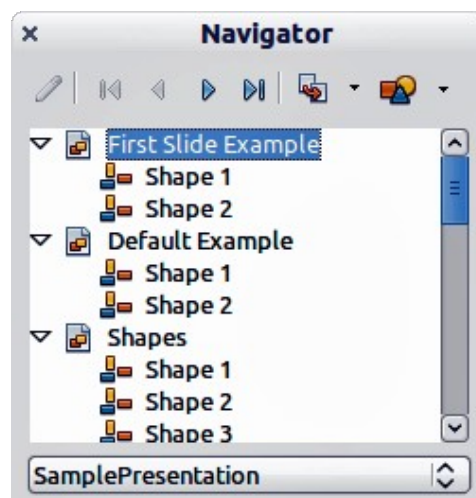 Navigator
First Slide Example
Shape 1
Shape 2
Default Example
Shape 1
Shape 2
Shapes
Shape 1
Shape 2
Shape 3
SamplePresentation